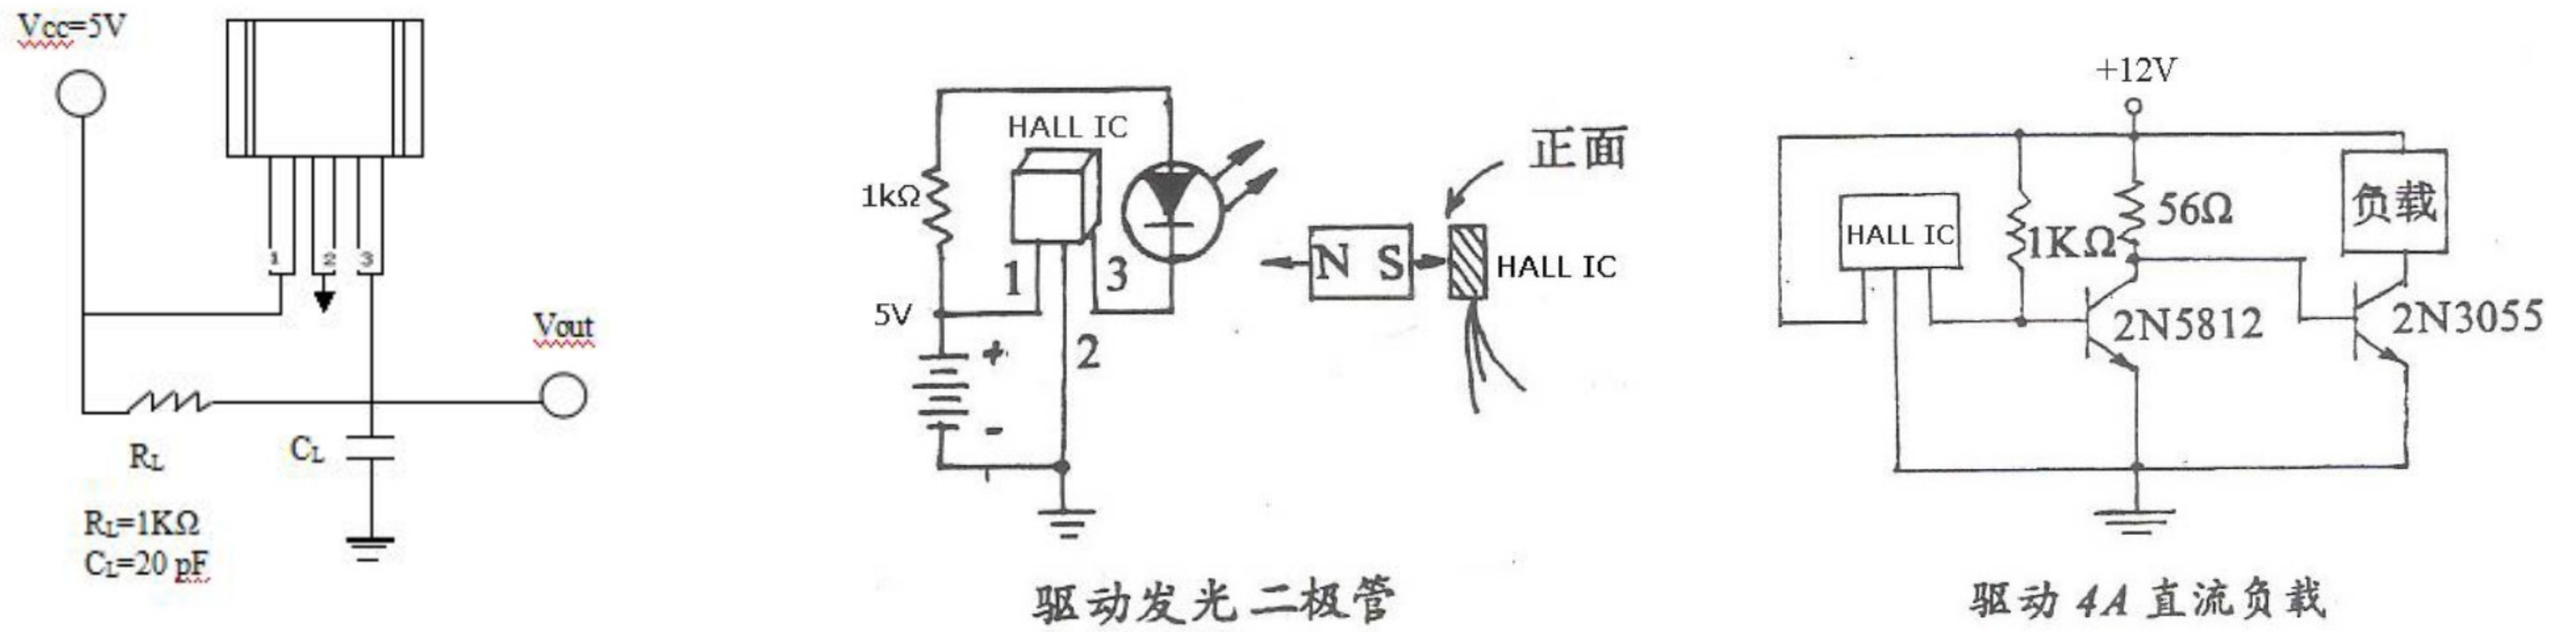 Vcc=5V
1
2
3
Vout
RL
CL
RL=1KΩ
CL=20 pF
HALL IC
1kΩ
5V
1
3
2
+
-
正面
N S
HALL IC
驱动发光二极管
+12V
HALL IC
1KΩ
56Ω
负载
2N5812
2N3055
驱动4A直流负载